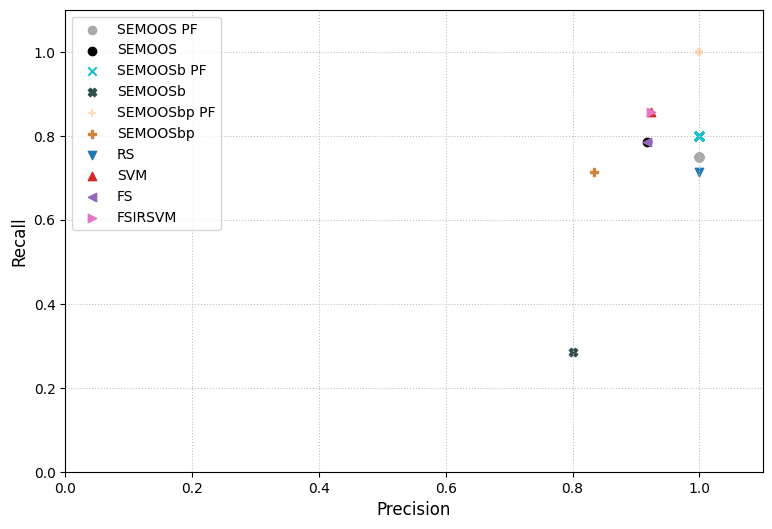 SEMOOS PF
SEMOOS
SEMOOSb PF
SEMOOSb
SEMOOSbp PF
SEMOOSbp
RS
SVM
FS
FSIRSVM
Recall
1.0
0.8
0.6
0.4
0.2
0.0
0.0 0.2 0.4 0.6 0.8 1.0
Precision